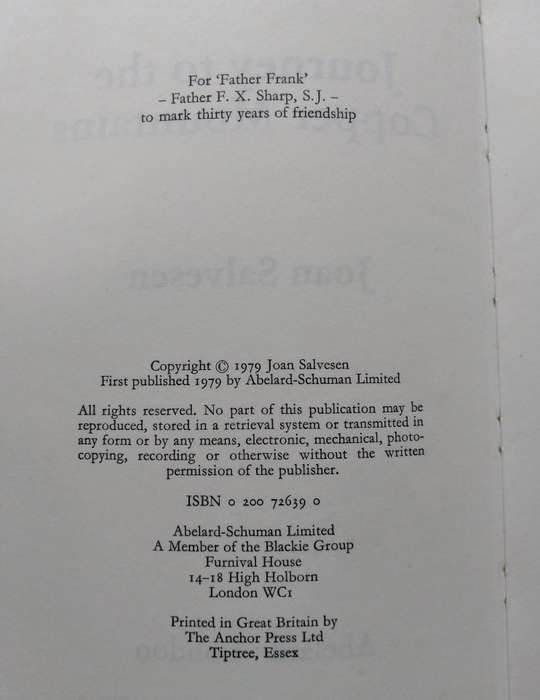 For ‘Father Frank’
– Father F. X. Sharp, S.J. –
to mark thirty years of friendship
Copyright © 1979 Joan Salvesen
First published 1979 by Abelard-Schuman Limited
All rights reserved. No part of this publication may be
reproduced, stored in a retrieval system or transmitted in
any form or by any means, electronic, mechanical, photo-
copying, recording or otherwise without the written
permission of the publisher.
ISBN 0 200 72639 0
Abelard-Schuman Limited
A Member of the Blackie Group
Furnival House
14–18 High Holborn
London WC1
Printed in Great Britain by
The Anchor Press Ltd
Tiptree, Essex